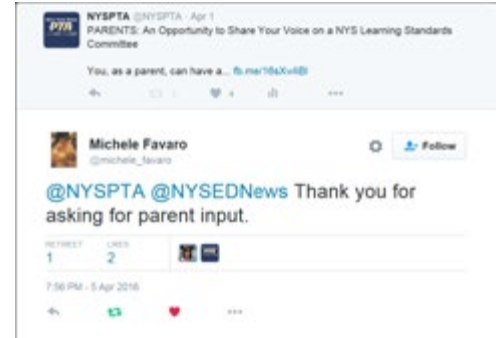 NYSPTA @NYSPTA · Apr 1
PARENTS: An Opportunity to Share Your Voice on a NYS Learning Standards
Committee
You, as a parent, can have a...
4
Michele Favaro
@michele_favaro
Follow
@NYSPTA @NYSEDNews Thank you for
asking for parent input.
RETWEET LIKES
1 2
7:56 PM - 5 Apr 2016